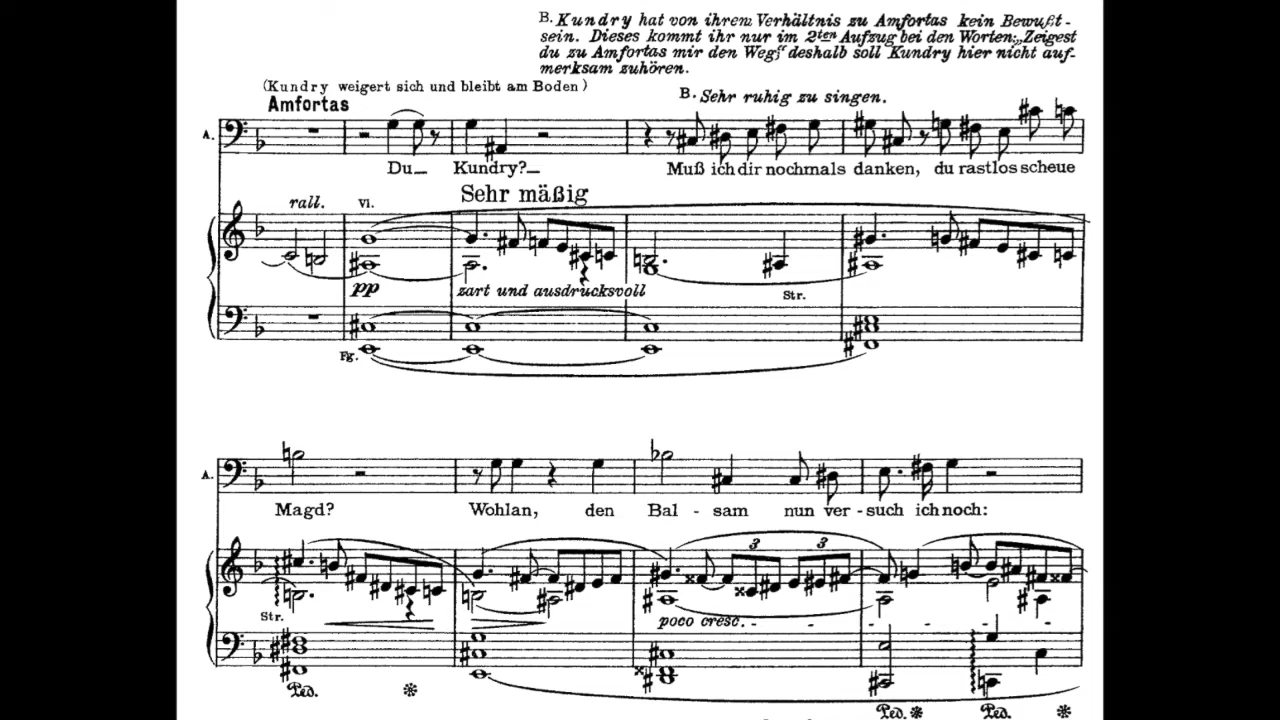 B. Kundry hat von ihrem Verhältnis zu Amfortas kein Bewußt-
sein. Dieses kommt ihr nur im 2ten Aufzug bei den Worten: „Zeigest
du zu Amfortas mir den Weg;“ deshalb soll Kundry hier nicht auf-
merksam zuhören.
(Kundry weigert sich und bleibt am Boden)
Amfortas
B. Sehr ruhig zu singen.
A.
Du_ Kundry?_ Muß ich dir nochmals danken, du rastlos scheue
rall. Vl. Sehr mäßig
pp zart und ausdrucksvoll
Str.
Fg.
A.
Magd? Wohlan, den Bal - sam nun ver - such ich noch:
3 3
Str. poco cresc. - - - - -
Ped. * Ped. * Ped. *